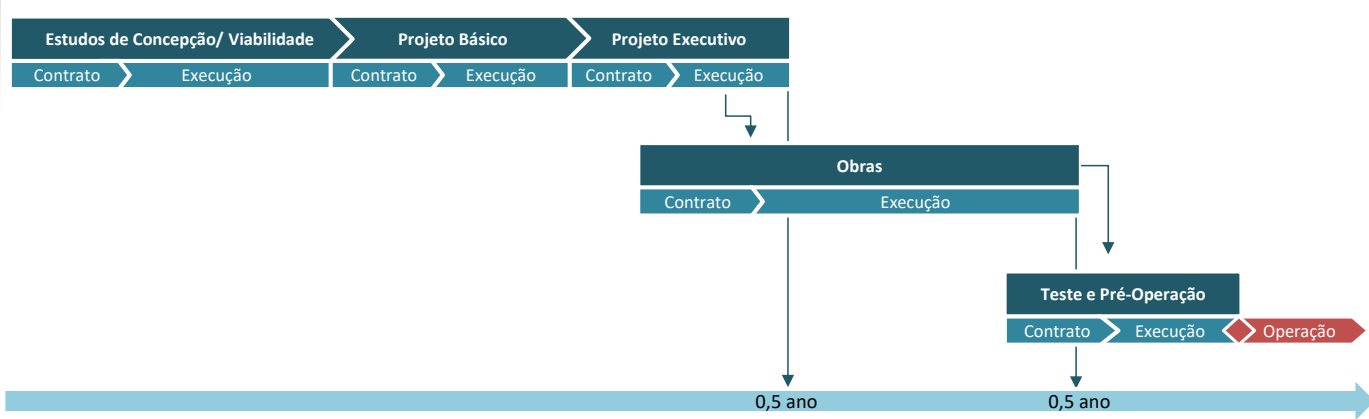 Estudos de Concepção/ Viabilidade Projeto Básico Projeto Executivo
Contrato Execução Contrato Execução Contrato Execução
Obras
Contrato Execução
Teste e Pré-Operação
Contrato Execução Operação
0,5 ano 0,5 ano